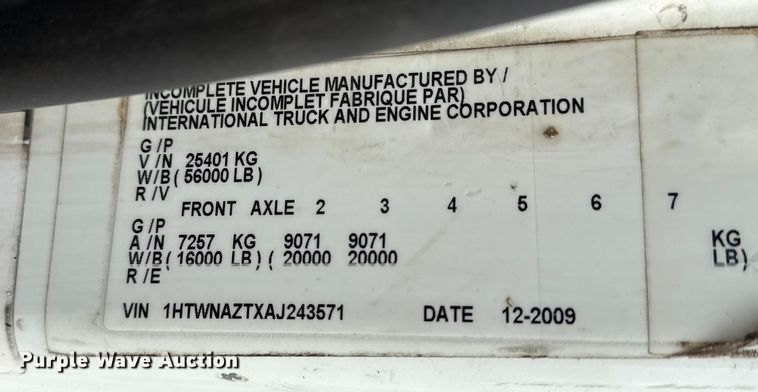 INCOMPLETE VEHICLE MANUFACTURED BY /
(VEHICULE INCOMPLET FABRIQUE PAR)
INTERNATIONAL TRUCK AND ENGINE CORPORATION
G /P
V /N 25401 KG
W/B ( 56000 LB )
R /V
FRONT AXLE 2 3 4 5 6 7
G /P
A /N 7257 KG 9071 9071 KG
W/B ( 16000 LB ) ( 20000 20000 LB )
R /E
VIN 1HTWNAZTXAJ243571 DATE 12-2009
Purple Wave Auction